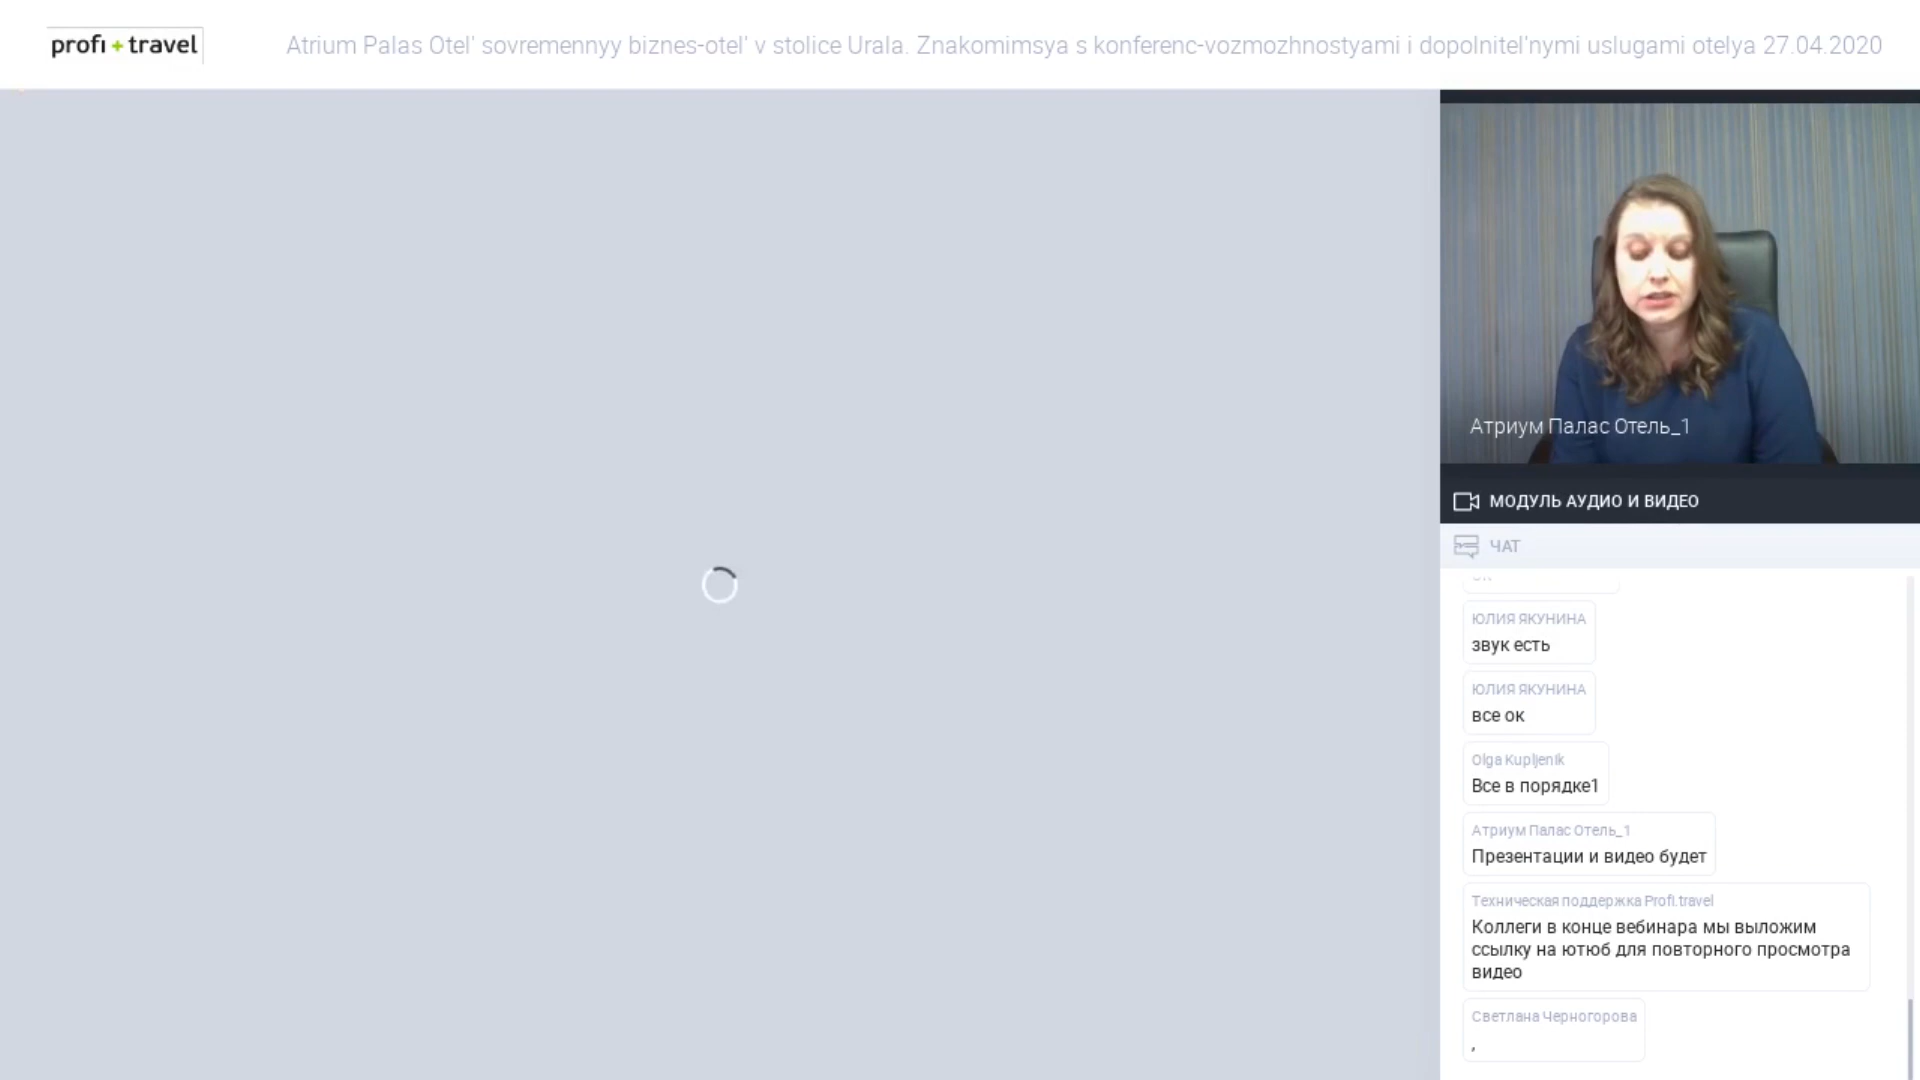 profi + travel
Atrium Palas Otel' sovremennyy biznes-otel' v stolice Urala. Znakomimsya s konferenc-vozmozhnostyami i dopolnitel'nymi uslugami otelya 27.04.2020
Атриум Палас Отель_1
МОДУЛЬ АУДИО И ВИДЕО
ЧАТ
ЮЛИЯ ЯКУНИНА
звук есть
ЮЛИЯ ЯКУНИНА
все ок
Olga Kupljenik
Все в порядке1
Атриум Палас Отель_1
Презентации и видео будет
Техническая поддержка Profi.travel
Коллеги в конце вебинара мы выложим
ссылку на ютюб для повторного просмотра
видео
Светлана Черногорова
,